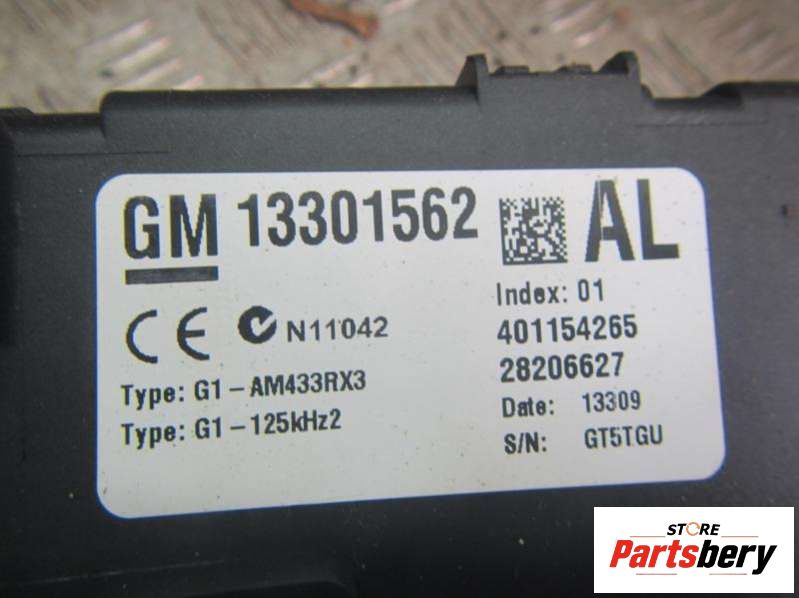 GM 13301562 AL
Index: 01
CE N11042
401154265
28206627
Type: G1-AM433RX3
Date: 13309
Type: G1-125kHz2
S/N: GT5TGU
STORE
Partsbery